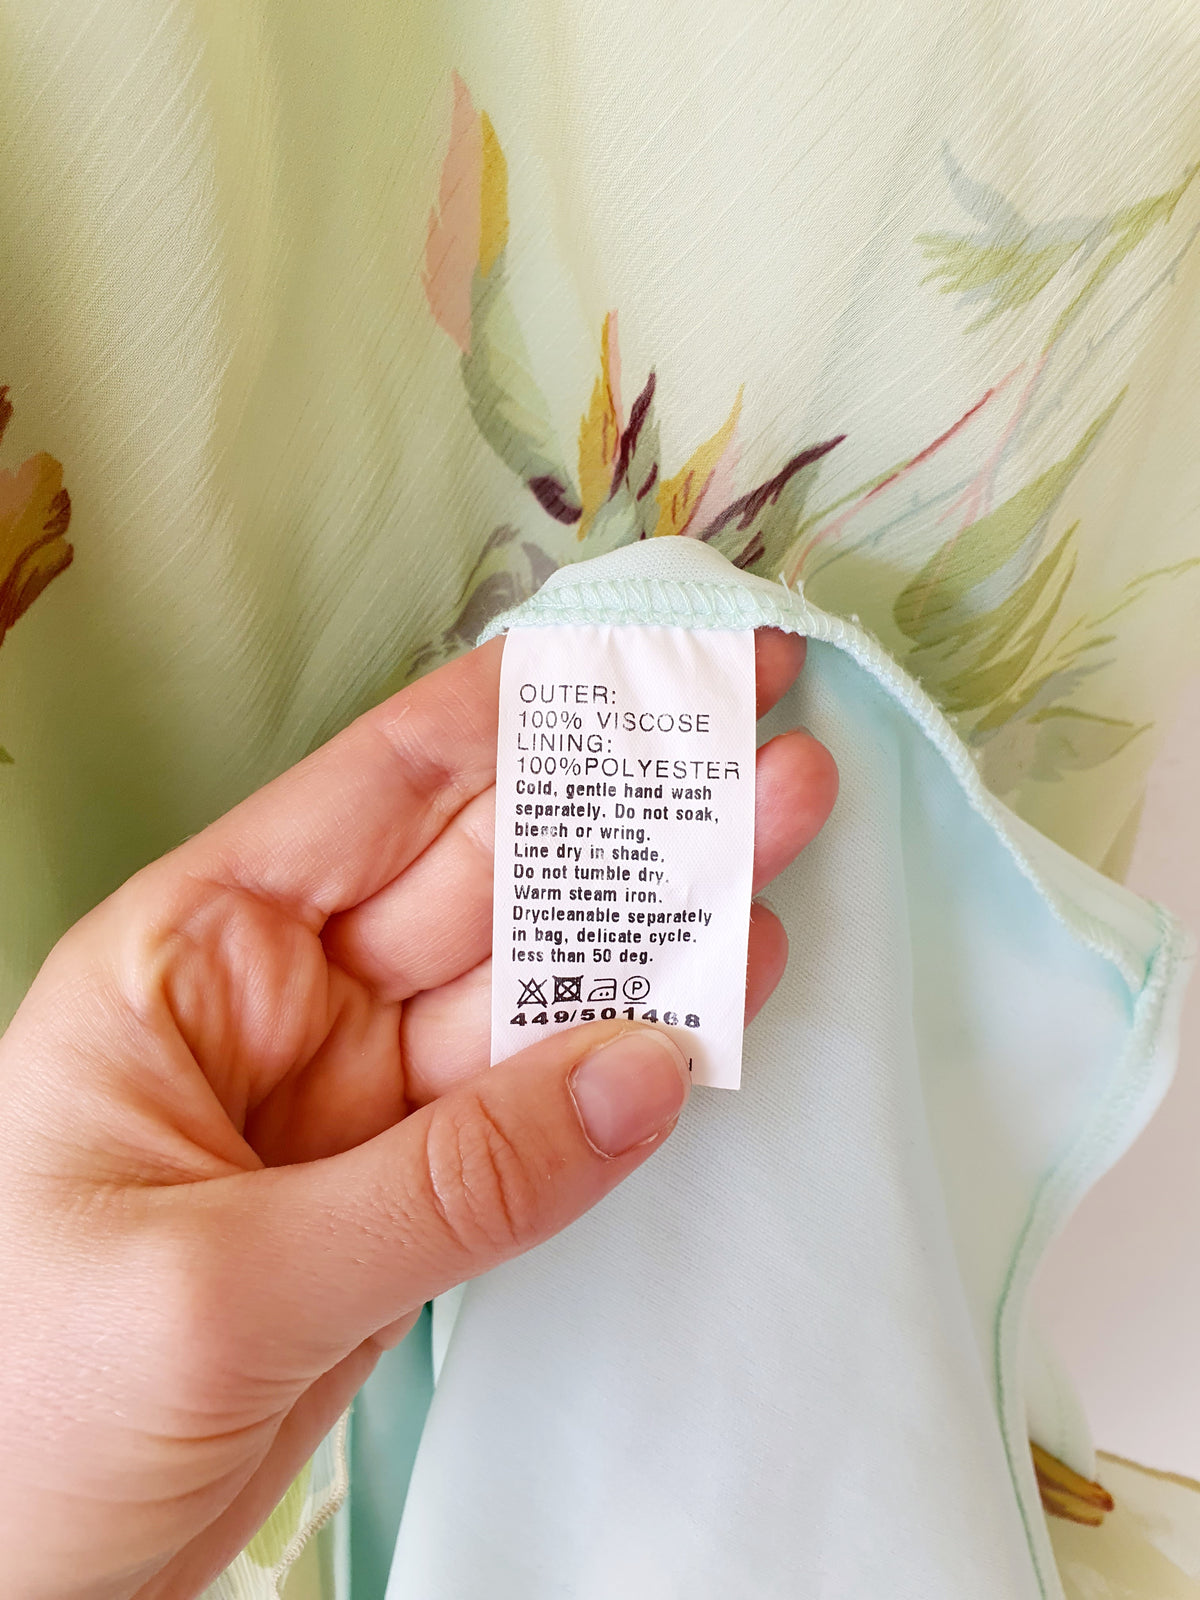 OUTER:
100% VISCOSE
LINING:
100%POLYESTER
Cold, gentle hand wash
separately. Do not soak,
bleach or wring.
Line dry in shade.
Do not tumble dry.
Warm steam iron.
Drycleanable separately
in bag, delicate cycle.
less than 50 deg.
P
449/501468